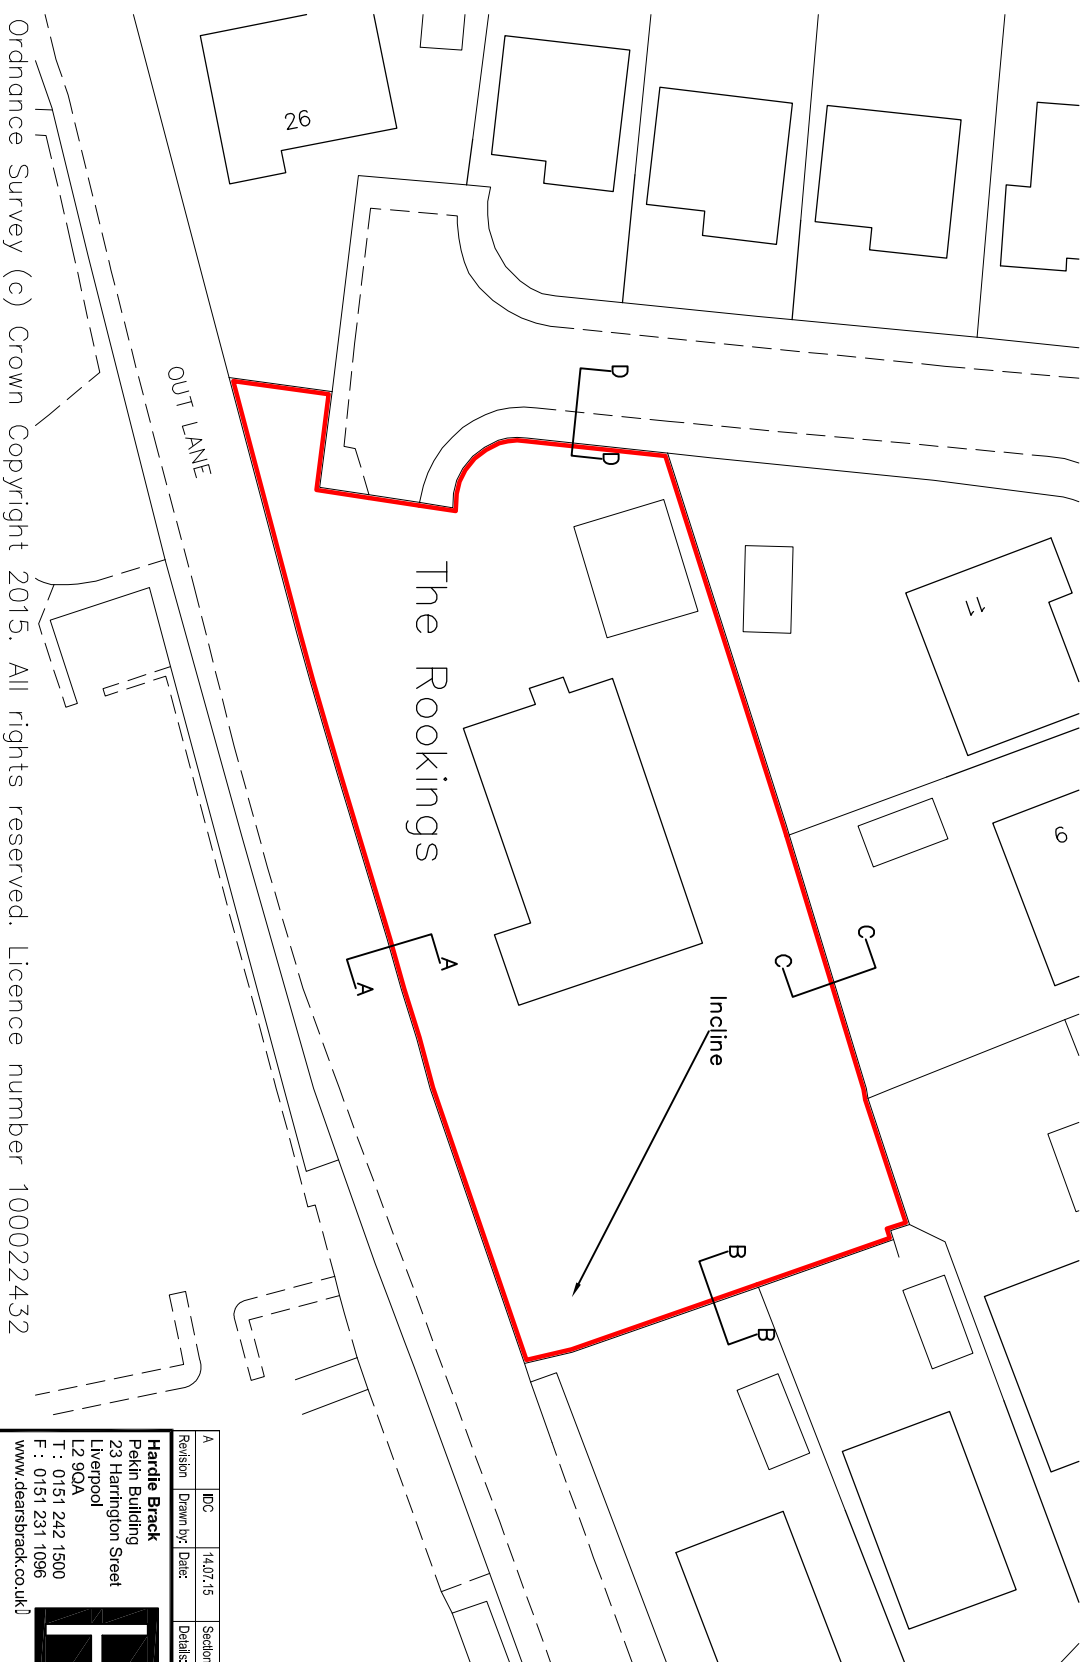 26
OUT LANE
D
D
The Rookings
11
9
A
A
C
C
Incline
B
B
Ordnance Survey (c) Crown Copyright 2015. All rights reserved. Licence number 100022432
A IDC 14.07.15 Section
Revision Drawn by: Date: Details:
Hardie Brack
Pekin Building
23 Harrington Sreet
Liverpool
L2 9QA
T : 0151 242 1500
F : 0151 231 1096
www.dearsbrack.co.uk